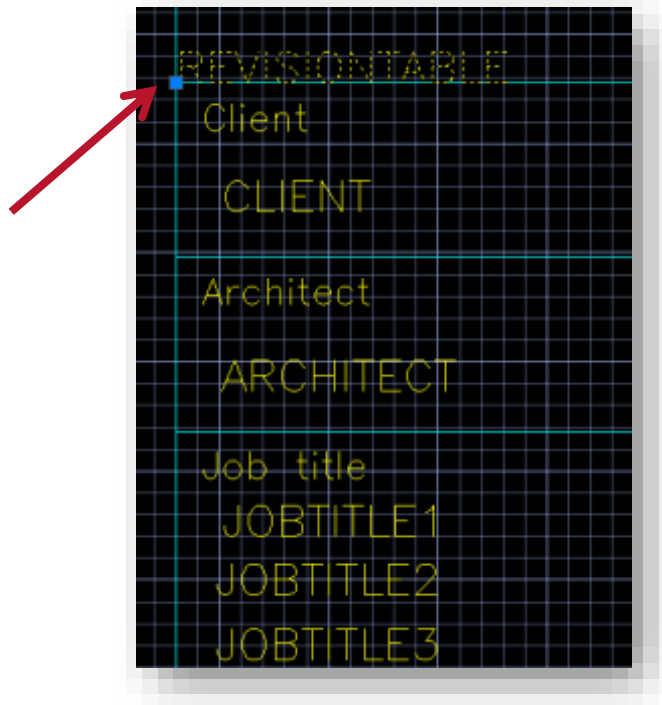 REVISIONTABLE
Client
CLIENT
Architect
ARCHITECT
Job title
JOBTITLE1
JOBTITLE2
JOBTITLE3